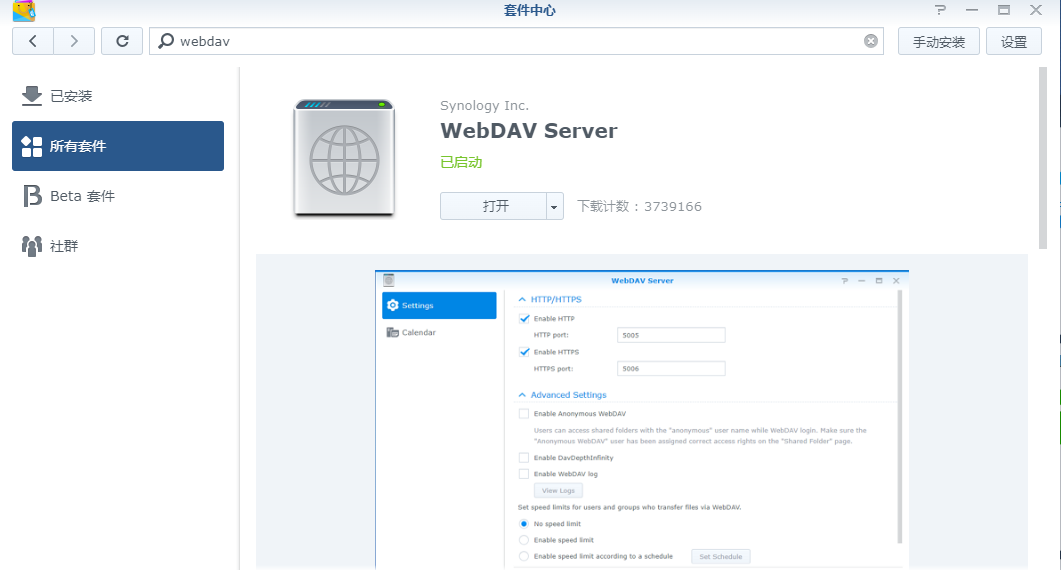 套件中心
webdav
手动安装
设置
已安装
所有套件
Beta 套件
社群
Synology Inc.
WebDAV Server
已启动
打开
下载计数：3739166
WebDAV Server
Settings
Calendar
HTTP/HTTPS
Enable HTTP
HTTP port: 5005
Enable HTTPS
HTTPS port: 5006
Advanced Settings
Enable Anonymous WebDAV
Users can access shared folders with the "anonymous" user name while WebDAV login. Make sure the
"Anonymous WebDAV" user has been assigned correct access rights on the "Shared Folder" page.
Enable DavDepthInfinity
Enable WebDAV log
View Logs
Set speed limits for users and groups who transfer files via WebDAV.
No speed limit
Enable speed limit
Enable speed limit according to a schedule Set Schedule